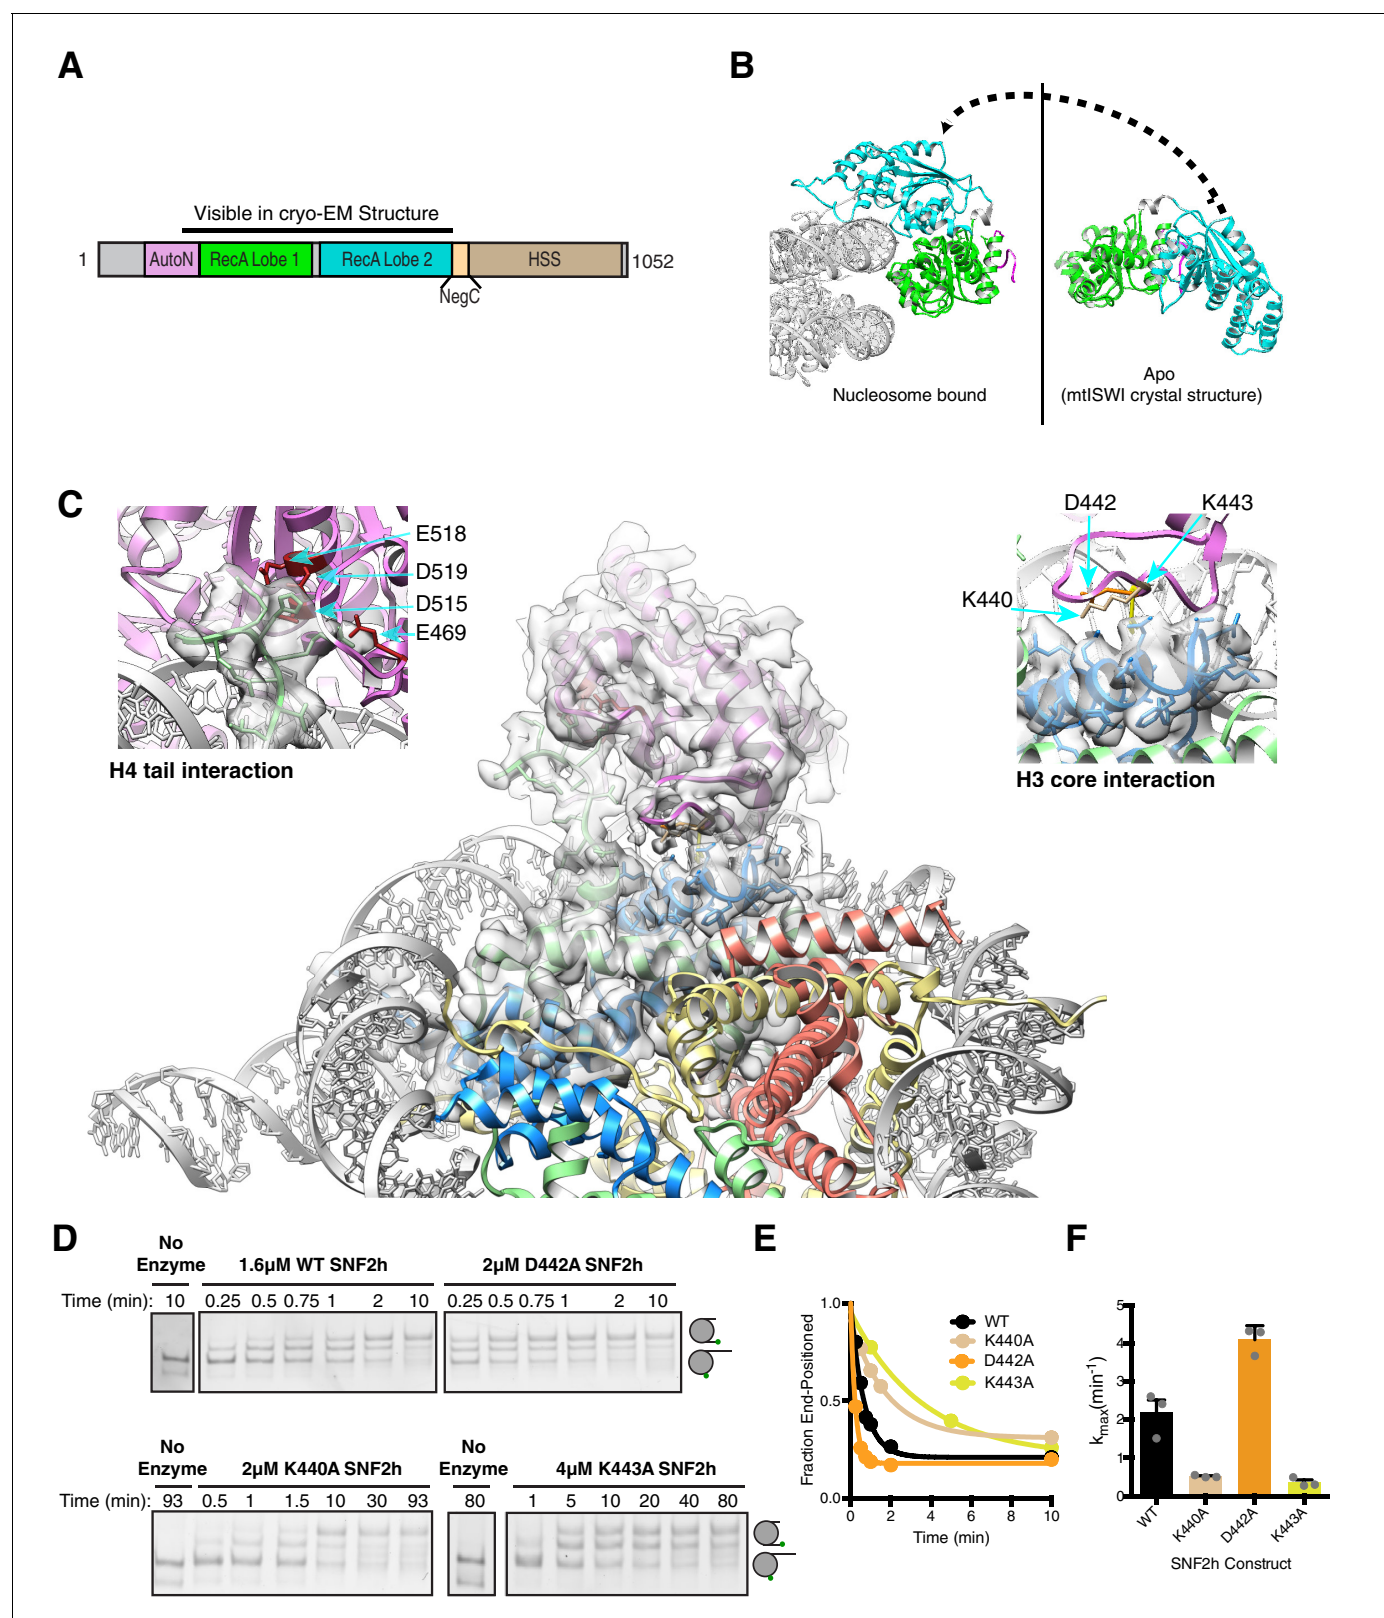 A
Visible in cryo-EM Structure
1 AutoN RecA Lobe 1 RecA Lobe 2 HSS 1052
NegC
B
Nucleosome bound
Apo
(mtISWI crystal structure)
C
E518
D519
D515
E469
H4 tail interaction
D442 K443
K440
H3 core interaction
D
No
Enzyme
1.6µM WT SNF2h
2µM D442A SNF2h
Time (min): 10 0.25 0.5 0.75 1 2 10 0.25 0.5 0.75 1 2 10
No
Enzyme
2µM K440A SNF2h
No
Enzyme
4µM K443A SNF2h
Time (min): 93 0.5 1 1.5 10 30 93 80 1 5 10 20 40 80
E
Fraction End-Positioned
1.0
0.5
0.0
0 2 4 6 8 10
Time (min)
WT
K440A
D442A
K443A
F
kmax(min-1)
5
4
3
2
1
0
WT K440A D442A K443A
SNF2h Construct